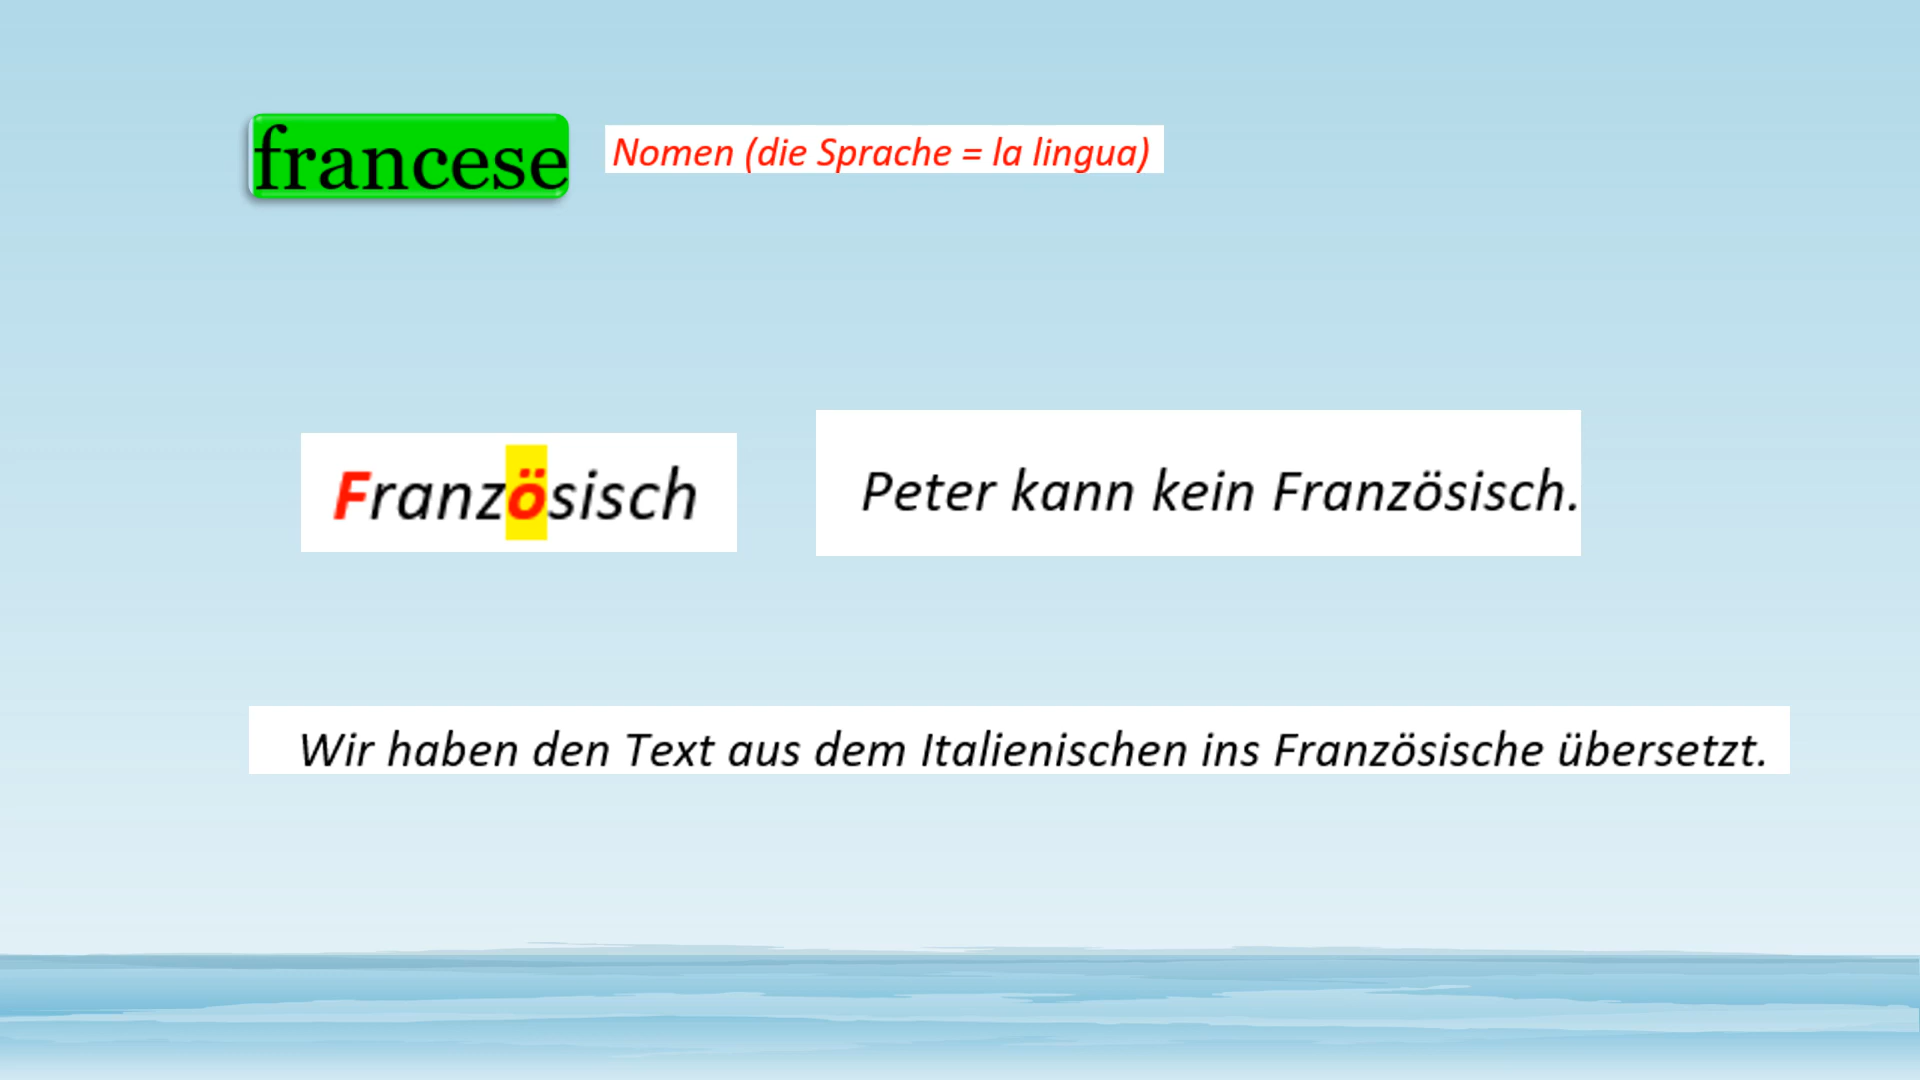 francese
Nomen (die Sprache = la lingua)
Französisch
Peter kann kein Französisch.
Wir haben den Text aus dem Italienischen ins Französische übersetzt.